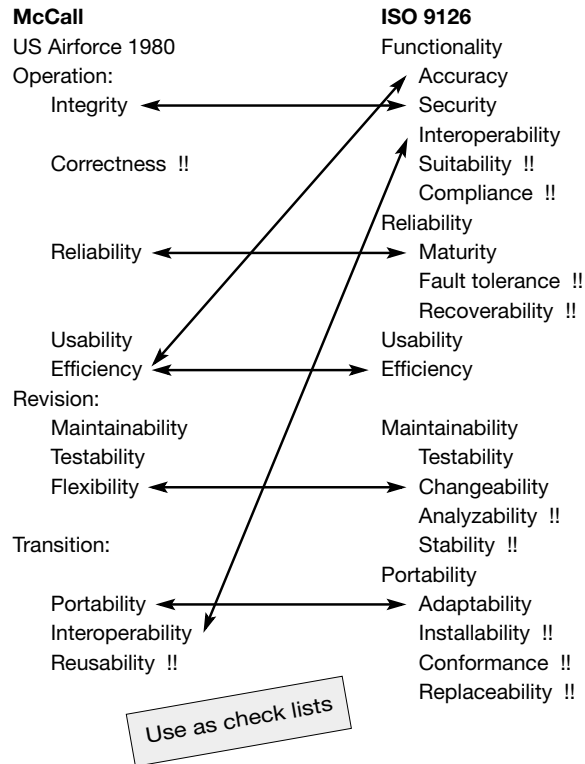 McCall ISO 9126
US Airforce 1980 Functionality
Operation: Accuracy
Integrity Security
Interoperability
Correctness !! Suitability !!
Compliance !!
Reliability
Reliability Maturity
Fault tolerance !!
Recoverability !!
Usability Usability
Efficiency Efficiency
Revision:
Maintainability Maintainability
Testability Testability
Flexibility Changeability
Analyzability !!
Transition: Stability !!
Portability
Portability Adaptability
Interoperability Installability !!
Reusability !! Conformance !!
Replaceability !!
Use as check lists